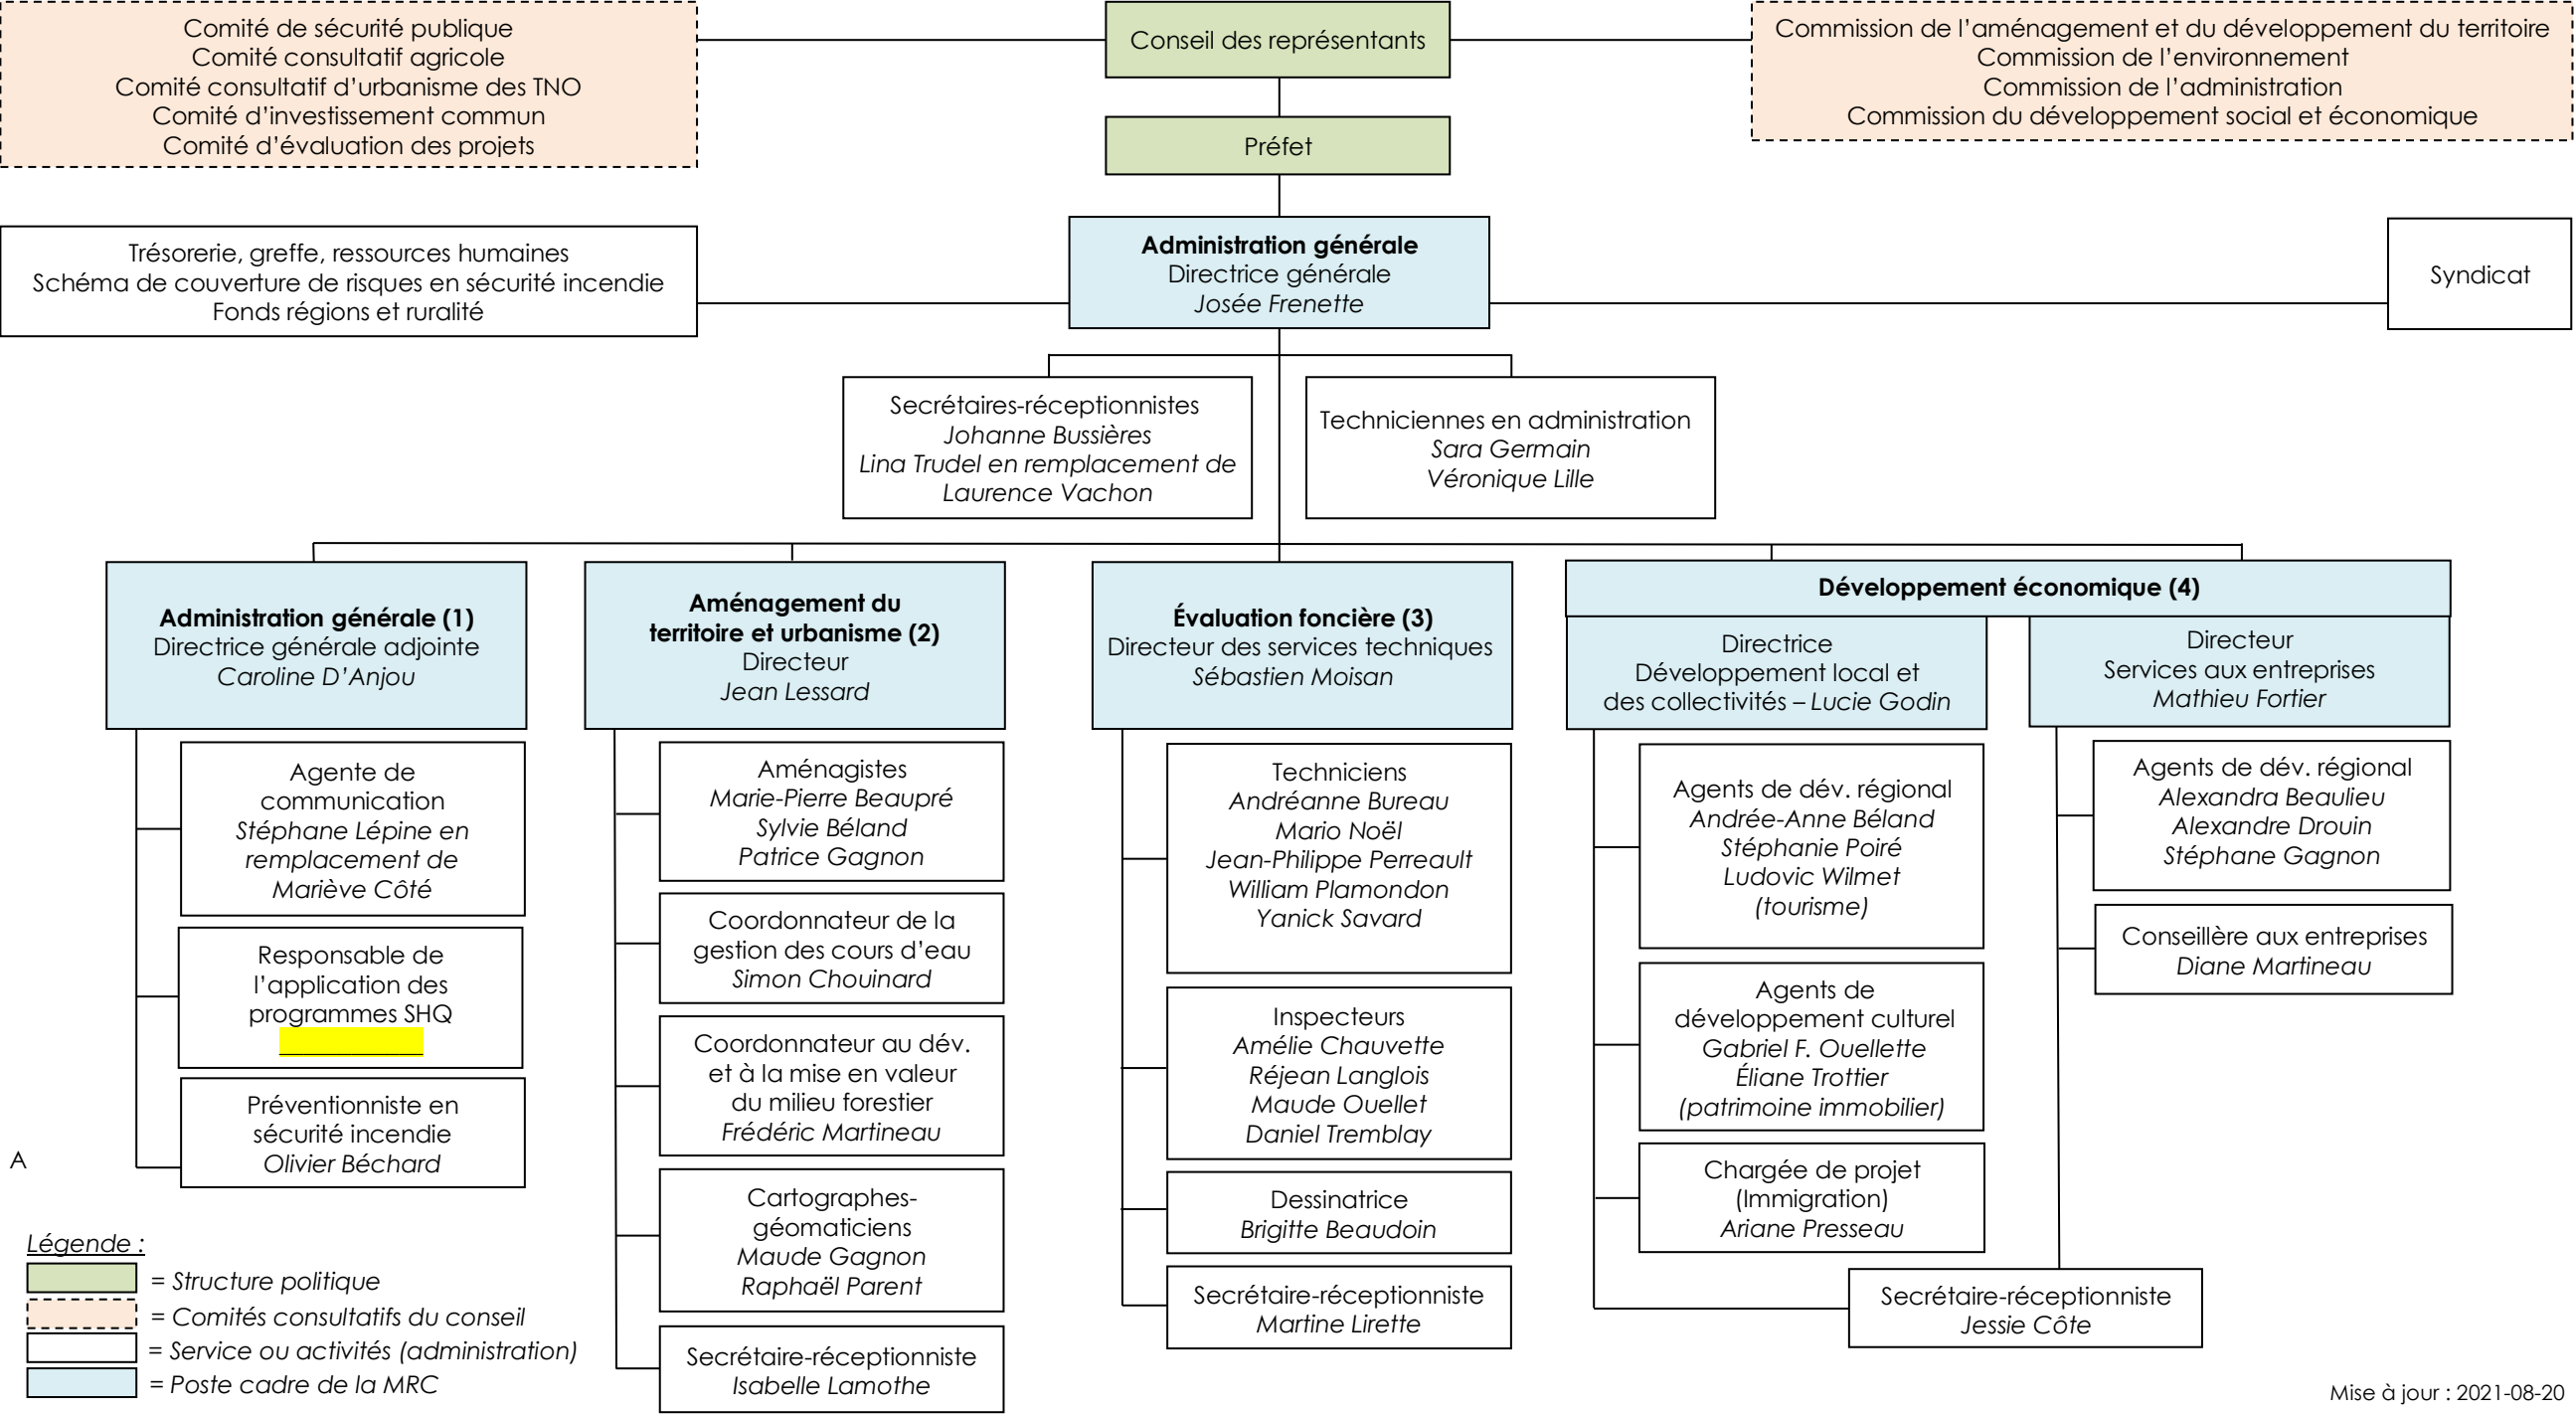 Comité de sécurité publique
Comité consultatif agricole
Comité consultatif d’urbanisme des TNO
Comité d’investissement commun
Comité d’évaluation des projets
Conseil des représentants
Commission de l’aménagement et du développement du territoire
Commission de l’environnement
Commission de l’administration
Commission du développement social et économique
Préfet
Trésorerie, greffe, ressources humaines
Schéma de couverture de risques en sécurité incendie
Fonds régions et ruralité
Administration générale
Directrice générale
Josée Frenette
Syndicat
Secrétaires-réceptionnistes
Johanne Bussières
Lina Trudel en remplacement de
Laurence Vachon
Techniciennes en administration
Sara Germain
Véronique Lille
Administration générale (1)
Directrice générale adjointe
Caroline D’Anjou
Agente de
communication
Stéphane Lépine en
remplacement de
Mariève Côté
Responsable de
l’application des
programmes SHQ
Préventionniste en
sécurité incendie
Olivier Béchard
Aménagement du
territoire et urbanisme (2)
Directeur
Jean Lessard
Aménagistes
Marie-Pierre Beaupré
Sylvie Béland
Patrice Gagnon
Coordonnateur de la
gestion des cours d’eau
Simon Chouinard
Coordonnateur au dév.
et à la mise en valeur
du milieu forestier
Frédéric Martineau
Cartographes-
géomaticiens
Maude Gagnon
Raphaël Parent
Secrétaire-réceptionniste
Isabelle Lamothe
Évaluation foncière (3)
Directeur des services techniques
Sébastien Moisan
Techniciens
Andréanne Bureau
Mario Noël
Jean-Philippe Perreault
William Plamondon
Yanick Savard
Inspecteurs
Amélie Chauvette
Réjean Langlois
Maude Ouellet
Daniel Tremblay
Dessinatrice
Brigitte Beaudoin
Secrétaire-réceptionniste
Martine Lirette
Développement économique (4)
Directrice
Développement local et
des collectivités – Lucie Godin
Agents de dév. régional
Andrée-Anne Béland
Stéphanie Poiré
Ludovic Wilmet
(tourisme)
Agents de
développement culturel
Gabriel F. Ouellette
Éliane Trottier
(patrimoine immobilier)
Chargée de projet
(Immigration)
Ariane Presseau
Directeur
Services aux entreprises
Mathieu Fortier
Agents de dév. régional
Alexandra Beaulieu
Alexandre Drouin
Stéphane Gagnon
Conseillère aux entreprises
Diane Martineau
Secrétaire-réceptionniste
Jessie Côte
A
Légende :
= Structure politique
= Comités consultatifs du conseil
= Service ou activités (administration)
= Poste cadre de la MRC
Mise à jour : 2021-08-20